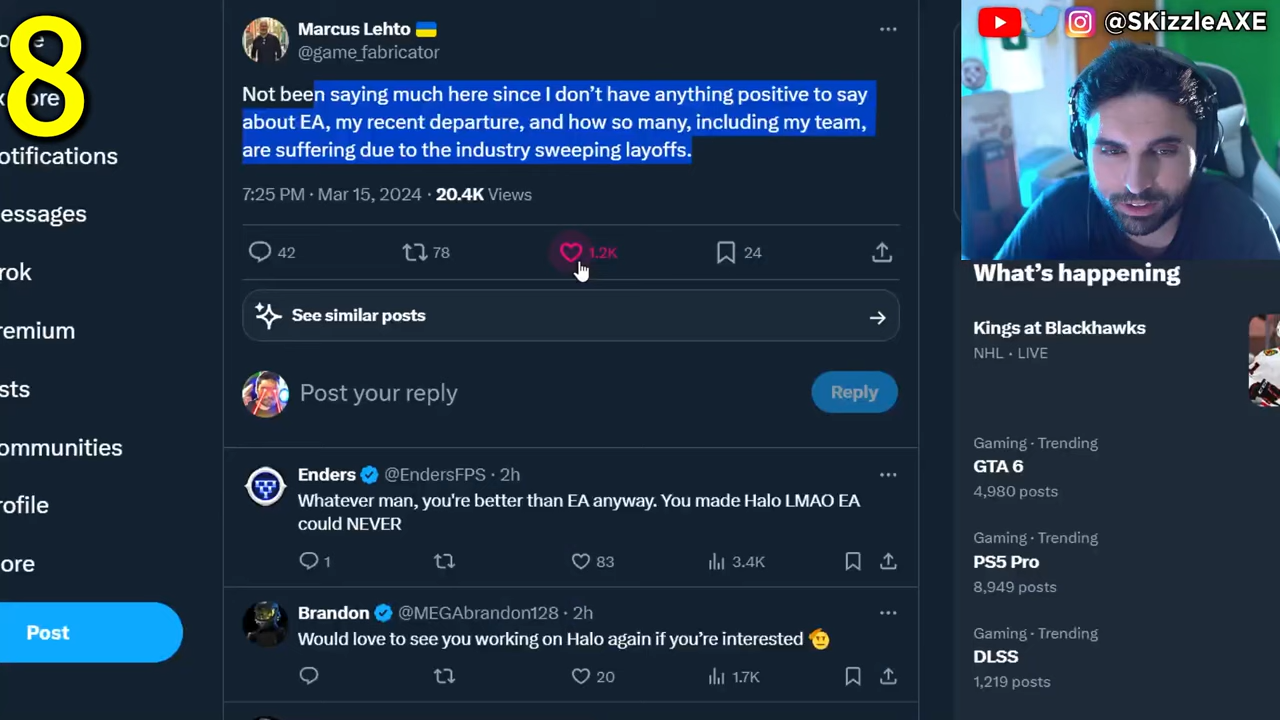 8
@SKizzleAXE
Marcus Lehto 🇺🇦
@game_fabricator
Not been saying much here since I don't have anything positive to say
about EA, my recent departure, and how so many, including my team,
are suffering due to the industry sweeping layoffs.
7:25 PM · Mar 15, 2024 · 20.4K Views
42 78 1.2K 24
See similar posts
Post your reply
Reply
Enders @EndersFPS · 2h
Whatever man, you're better than EA anyway. You made Halo LMAO EA
could NEVER
1 83 3.4K
Brandon @MEGAbrandon128 · 2h
Would love to see you working on Halo again if you're interested 🫡
20 1.7K
otifications
essages
rok
remium
sts
ommunities
rofile
ore
Post
What's happening
Kings at Blackhawks
NHL · LIVE
Gaming · Trending
GTA 6
4,980 posts
Gaming · Trending
PS5 Pro
8,949 posts
Gaming · Trending
DLSS
1,219 posts